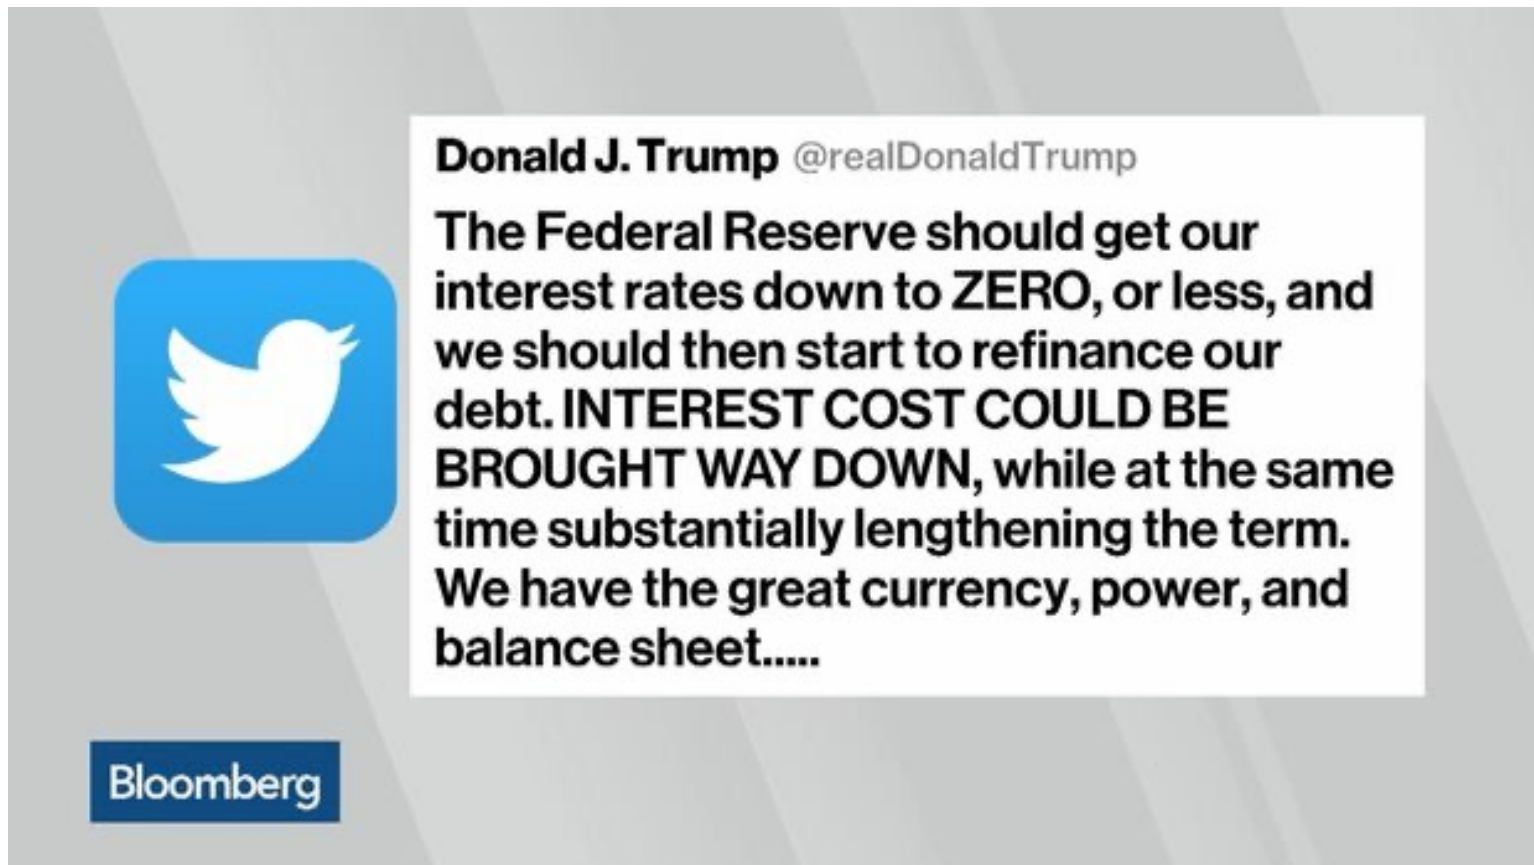 Donald J. Trump @realDonaldTrump
The Federal Reserve should get our
interest rates down to ZERO, or less, and
we should then start to refinance our
debt. INTEREST COST COULD BE
BROUGHT WAY DOWN, while at the same
time substantially lengthening the term.
We have the great currency, power, and
balance sheet.....
Bloomberg